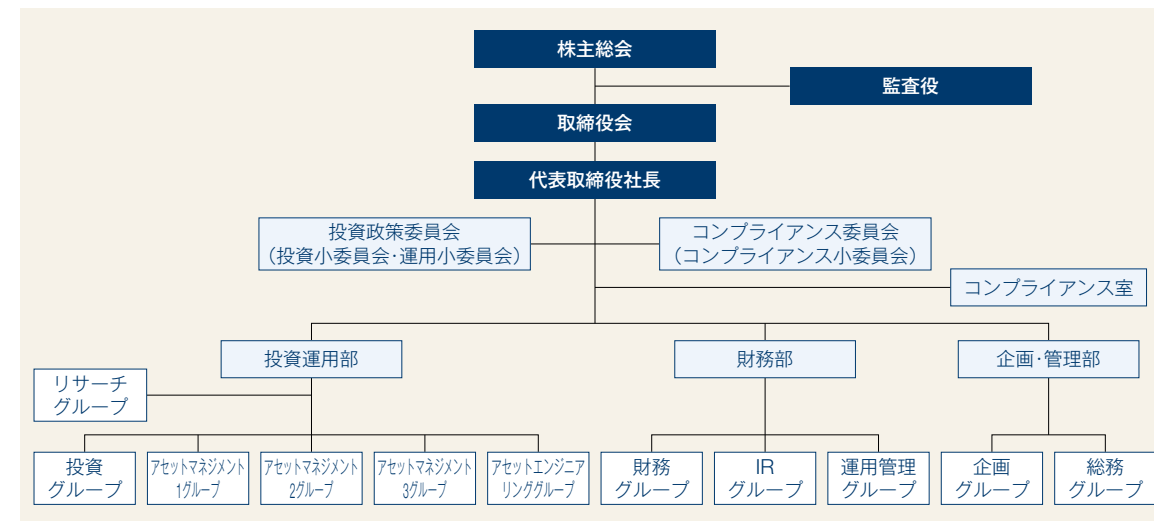 株主総会
監査役
取締役会
代表取締役社長
投資政策委員会
（投資小委員会・運用小委員会）
コンプライアンス委員会
（コンプライアンス小委員会）
コンプライアンス室
投資運用部
財務部
企画・管理部
リサーチ
グループ
投資
グループ
アセットマネジメント
1グループ
アセットマネジメント
2グループ
アセットマネジメント
3グループ
アセットエンジニア
リンググループ
財務
グループ
IR
グループ
運用管理
グループ
企画
グループ
総務
グループ